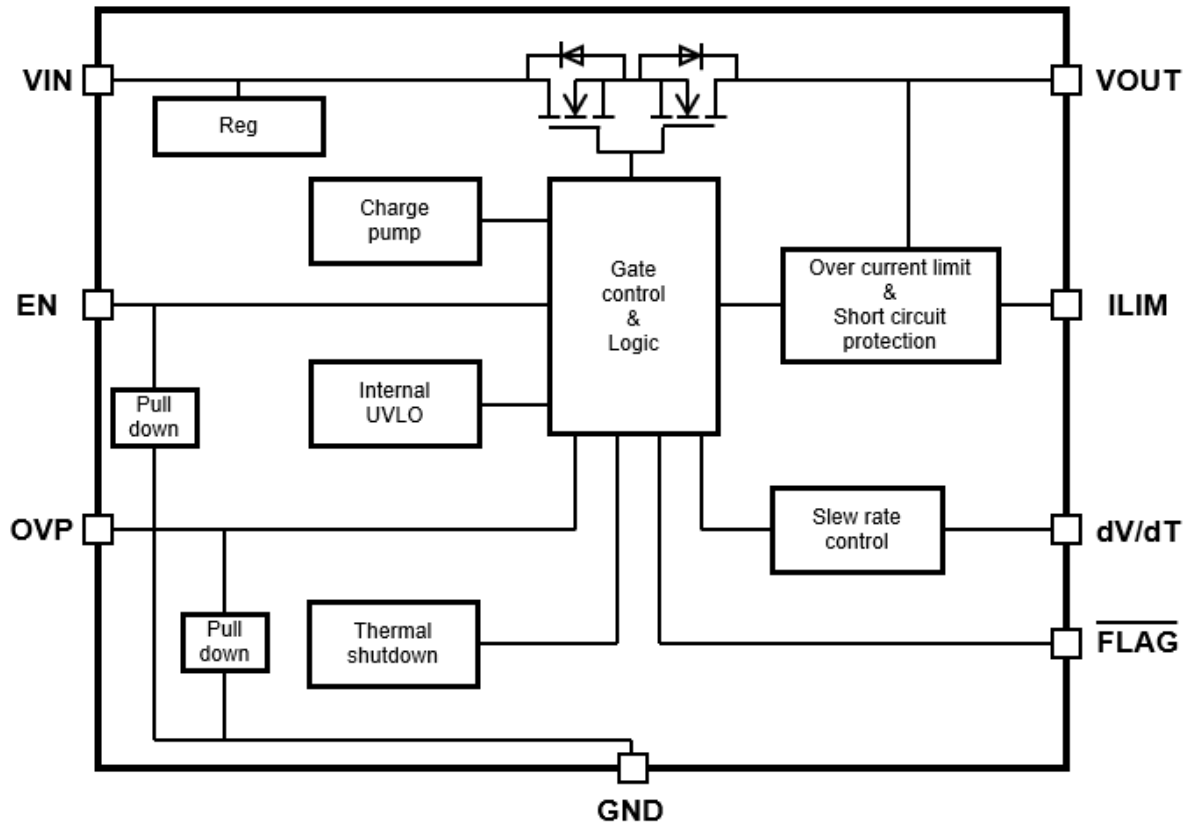 VIN
VOUT
Reg
Charge
pump
Gate
control
&
Logic
Over current limit
&
Short circuit
protection
EN
ILIM
Pull
down
Internal
UVLO
OVP
Slew rate
control
dV/dT
Pull
down
Thermal
shutdown
FLAG
GND